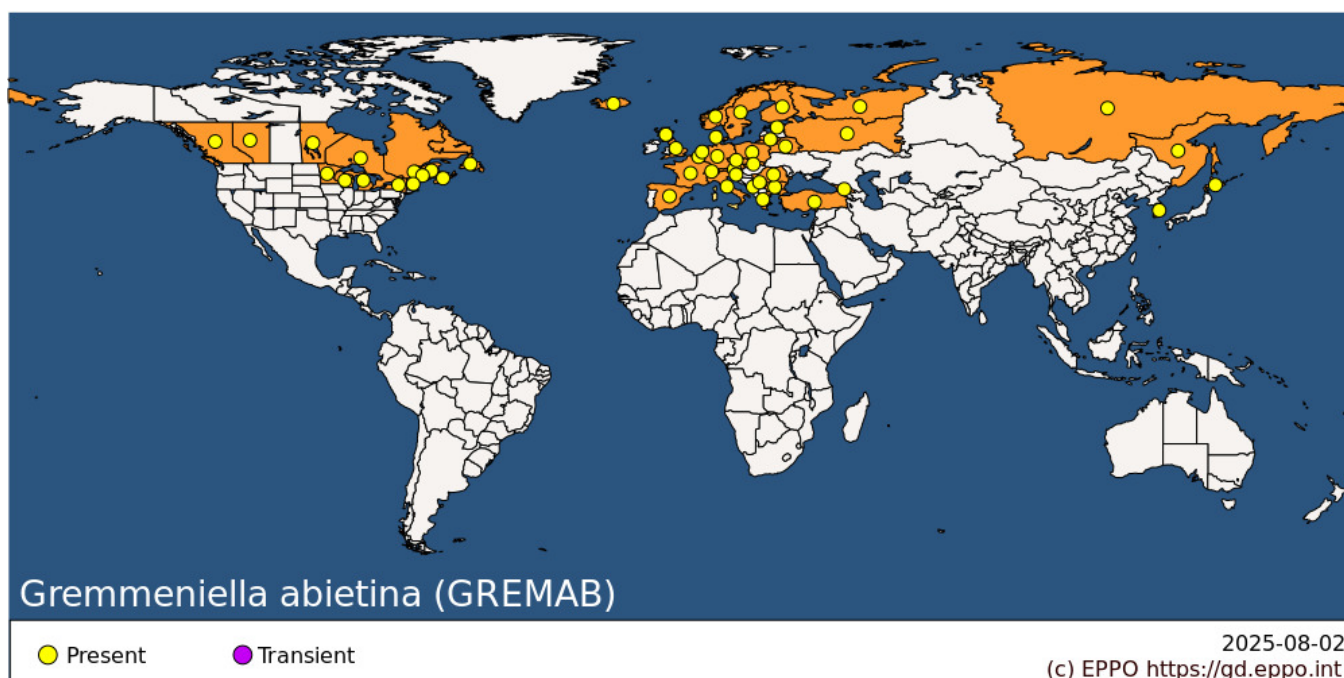 Gremmeniella abietina (GREMAB)
Present
Transient
2025-08-02
(c) EPPO https://gd.eppo.int